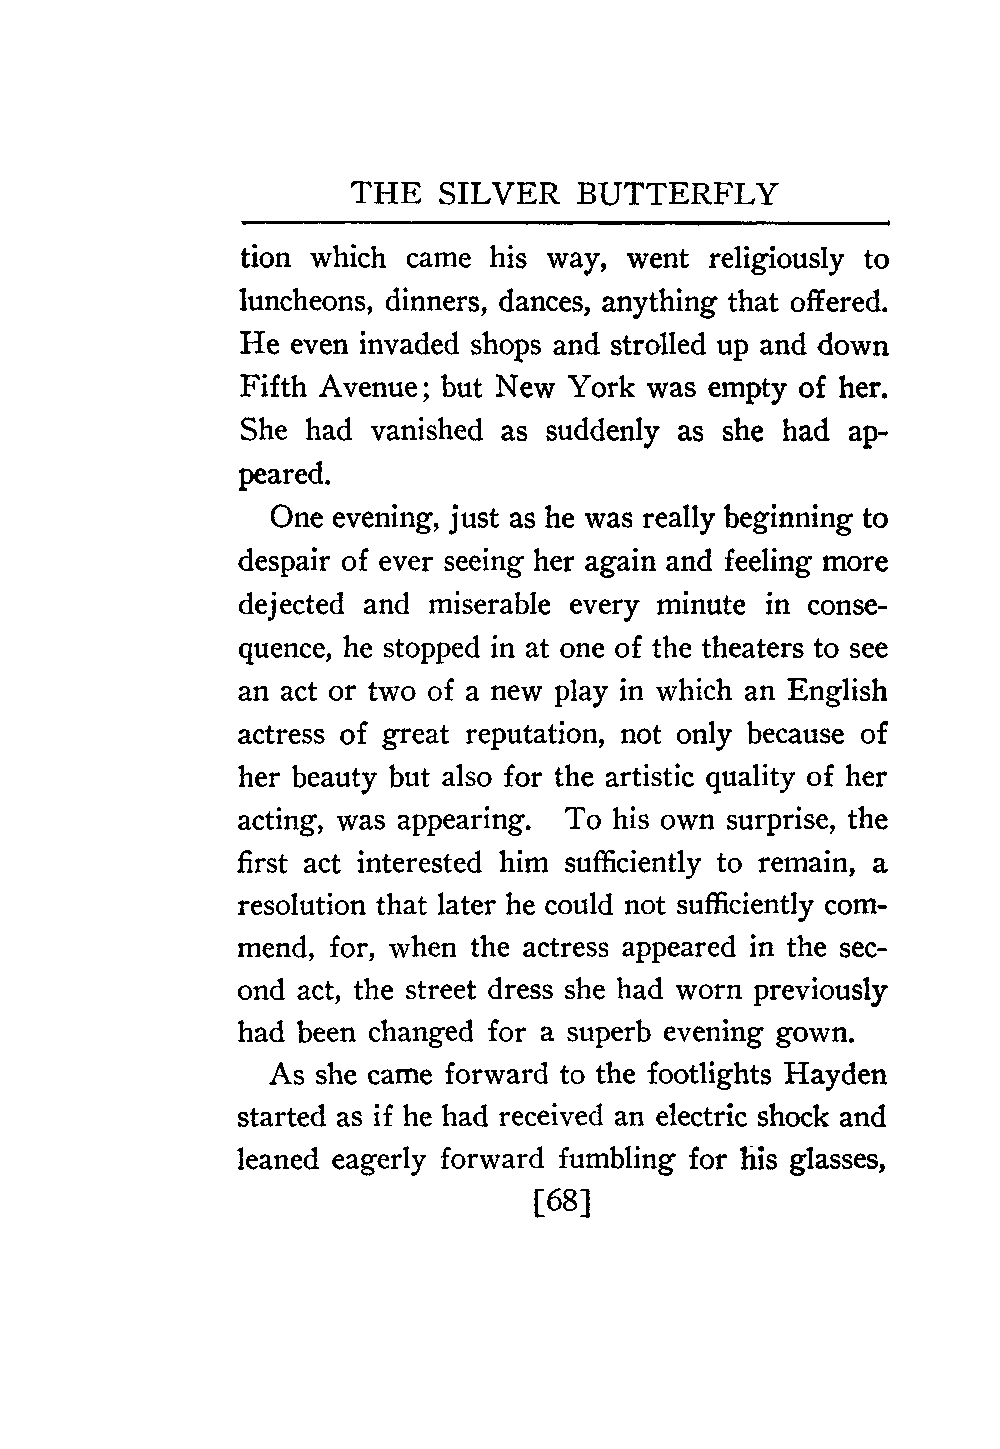 THE SILVER BUTTERFLY
tion which came his way, went religiously to
luncheons, dinners, dances, anything that offered.
He even invaded shops and strolled up and down
Fifth Avenue; but New York was empty of her.
She had vanished as suddenly as she had ap-
peared.
One evening, just as he was really beginning to
despair of ever seeing her again and feeling more
dejected and miserable every minute in conse-
quence, he stopped in at one of the theaters to see
an act or two of a new play in which an English
actress of great reputation, not only because of
her beauty but also for the artistic quality of her
acting, was appearing. To his own surprise, the
first act interested him sufficiently to remain, a
resolution that later he could not sufficiently com-
mend, for, when the actress appeared in the sec-
ond act, the street dress she had worn previously
had been changed for a superb evening gown.
As she came forward to the footlights Hayden
started as if he had received an electric shock and
leaned eagerly forward fumbling for his glasses,
[68]